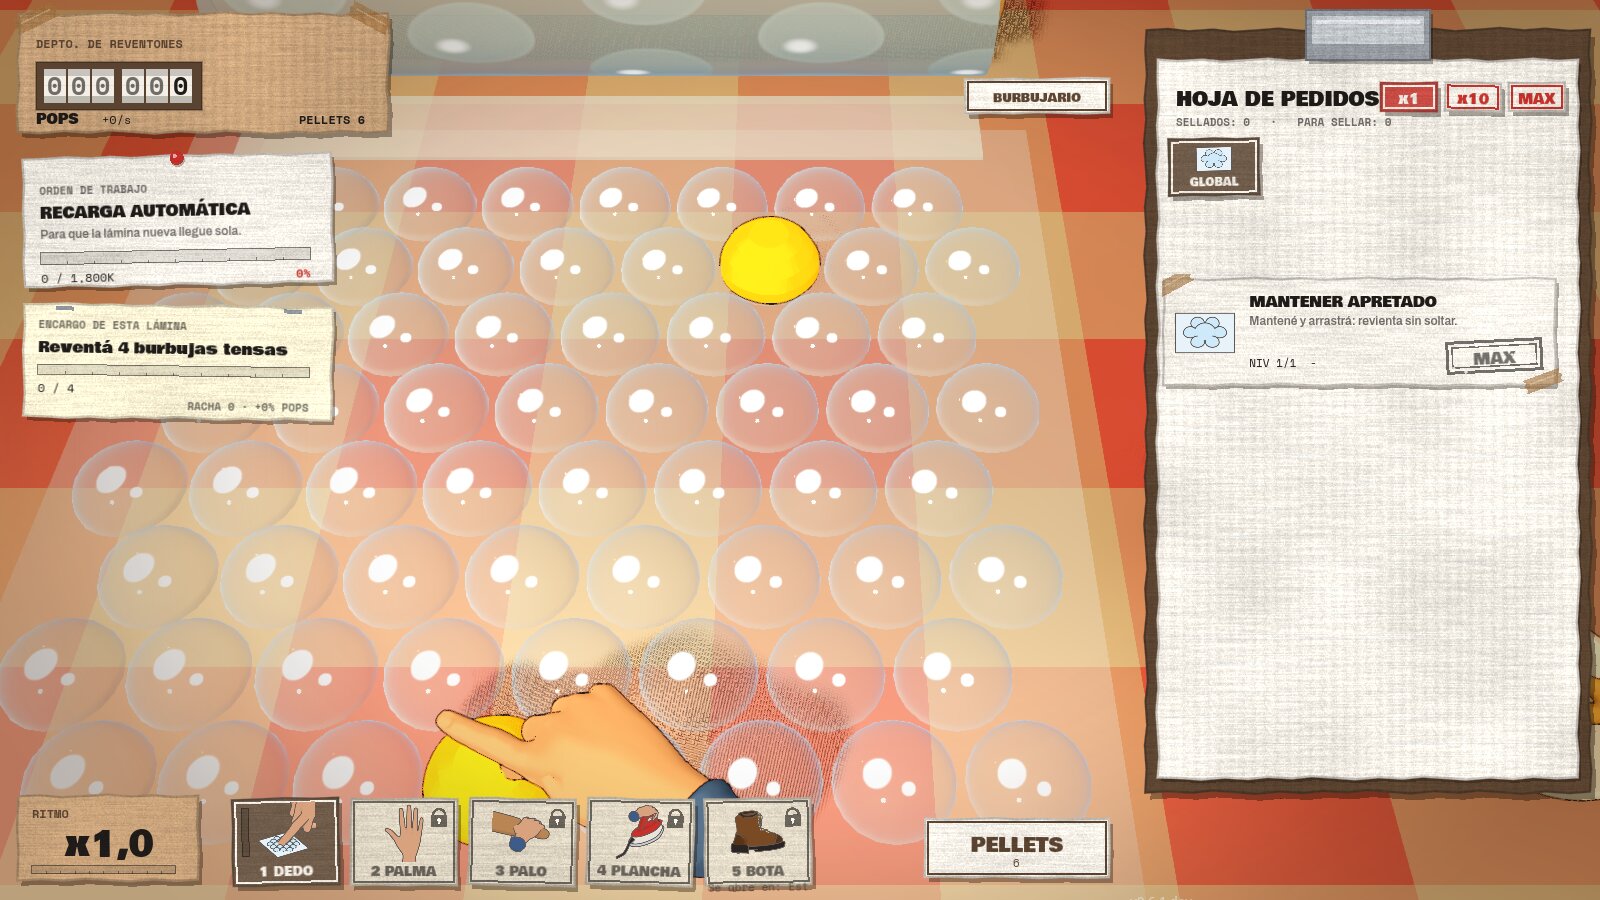 DEPTO. DE REVENTONES
000000
POPS +0/s PELLETS 6
ORDEN DE TRABAJO
RECARGA AUTOMÁTICA
Para que la lámina nueva llegue sola.
0 / 1.800K 0%
ENCARGO DE ESTA LÁMINA
Reventá 4 burbujas tensas
0 / 4
RACHA 0 · +0% POPS
BURBUJARIO
HOJA DE PEDIDOS x1 x10 MAX
SELLADOS: 0 · PARA SELLAR: 0
GLOBAL
MANTENER APRETADO
Mantené y arrastrá: revienta sin soltar.
NIV 1/1 -
MAX
RITMO
x1,0
1 DEDO
2 PALMA
3 PALO
4 PLANCHA
5 BOTA
Se abre en: Est
PELLETS
6